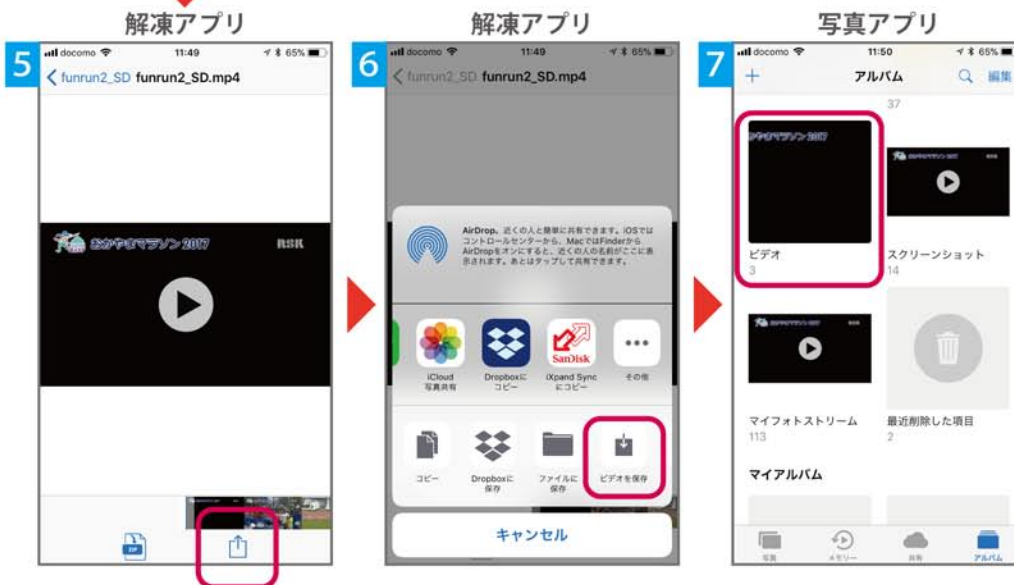 解凍アプリ
5
docomo 11:49 65%
funrun2_SD funrun2_SD.mp4
おかやまマラソン 2017 RSK
ZIP
解凍アプリ
6
docomo 11:49 65%
funrun2_SD funrun2_SD.mp4
AirDrop。近くの人と簡単に共有できます。iOSでは
コントロールセンターから、MacではFinderから
AirDropをオンにすると、近くの人の名前がここに表
示されます。あとはタップして共有できます。
iCloud
写真共有
Dropboxに
コピー
SanDisk
iXpand Sync
にコピー
その他
コピー
Dropboxに
保存
ファイルに
保存
ビデオを保存
キャンセル
写真アプリ
7
docomo 11:50 65%
アルバム 編集
37
やまマラソン 2017
ビデオ
3
スクリーンショット
14
マイフォトストリーム
113
最近削除した項目
2
マイアルバム
写真 メモリー 共有 アルバム